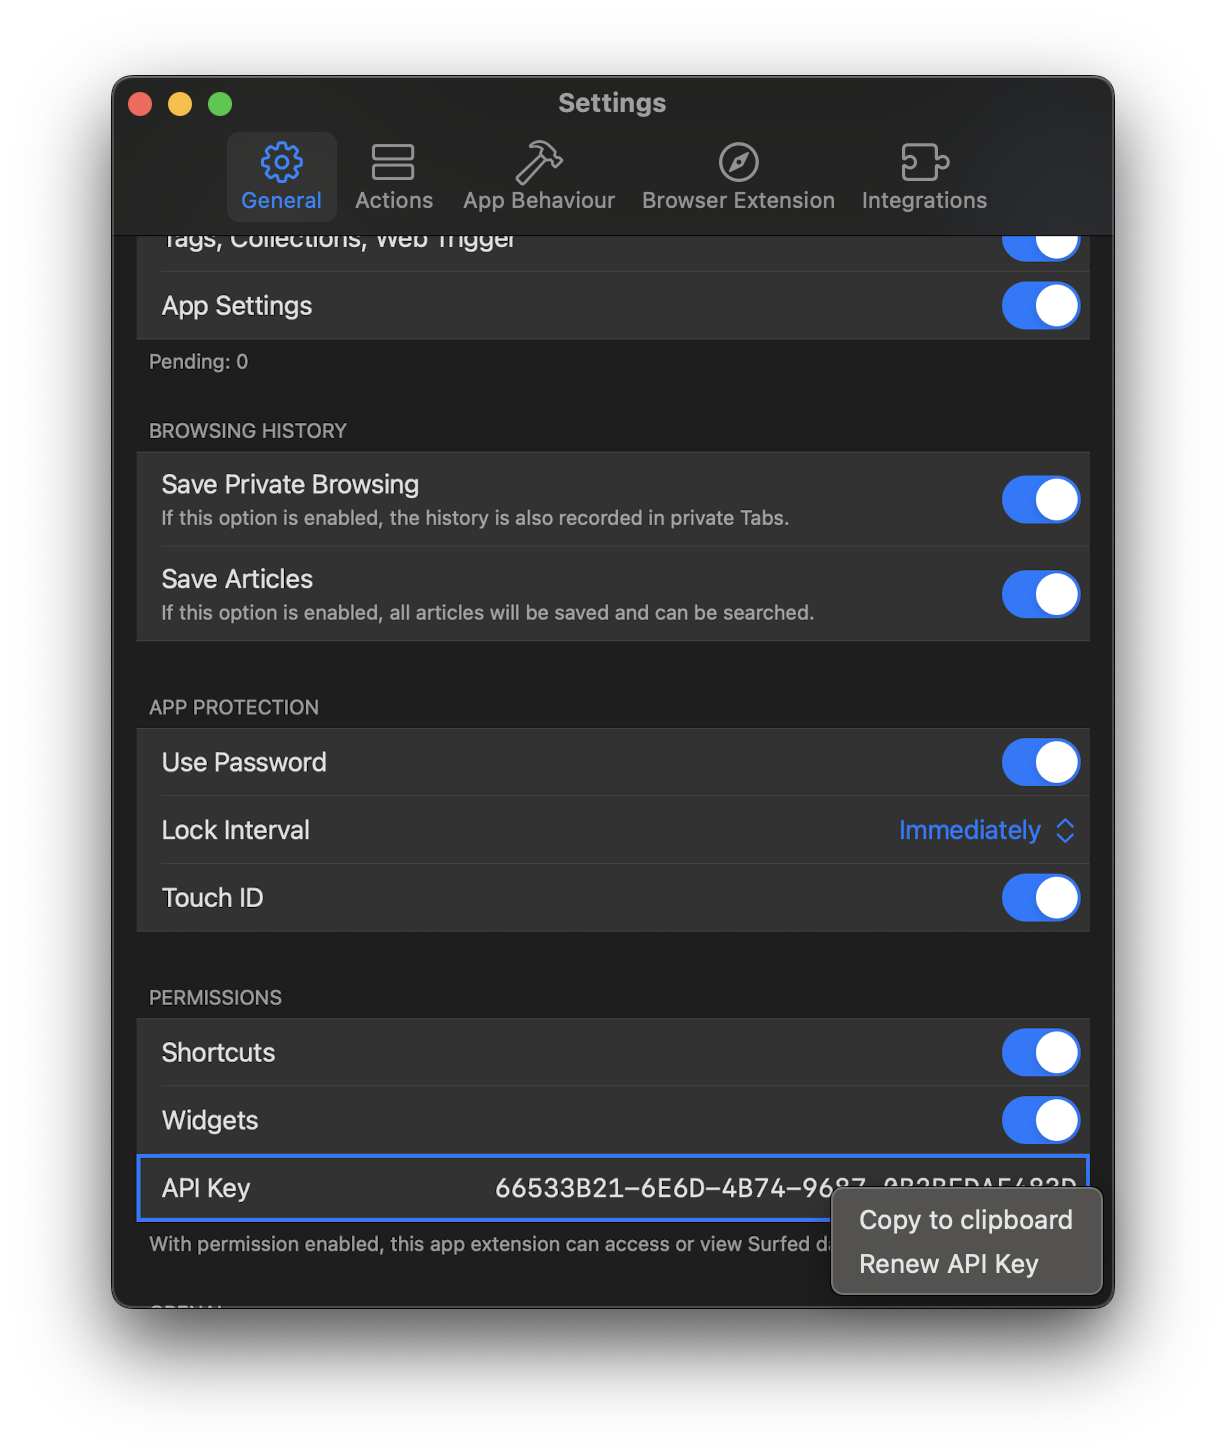 Settings
General
Actions
App Behaviour
Browser Extension
Integrations
Tags, Collections, Web Trigger
App Settings
Pending: 0
BROWSING HISTORY
Save Private Browsing
If this option is enabled, the history is also recorded in private Tabs.
Save Articles
If this option is enabled, all articles will be saved and can be searched.
APP PROTECTION
Use Password
Lock Interval
Immediately
Touch ID
PERMISSIONS
Shortcuts
Widgets
API Key
66533B21-6E6D-4B74-9687-
With permission enabled, this app extension can access or view Surfed
Copy to clipboard
Renew API Key